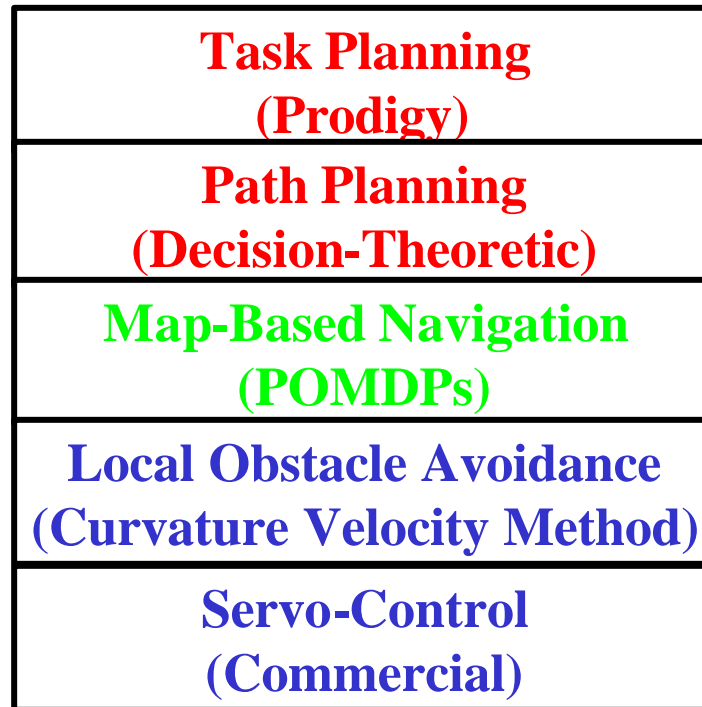 Task Planning
(Prodigy)
Path Planning
(Decision-Theoretic)
Map-Based Navigation
(POMDPs)
Local Obstacle Avoidance
(Curvature Velocity Method)
Servo-Control
(Commercial)